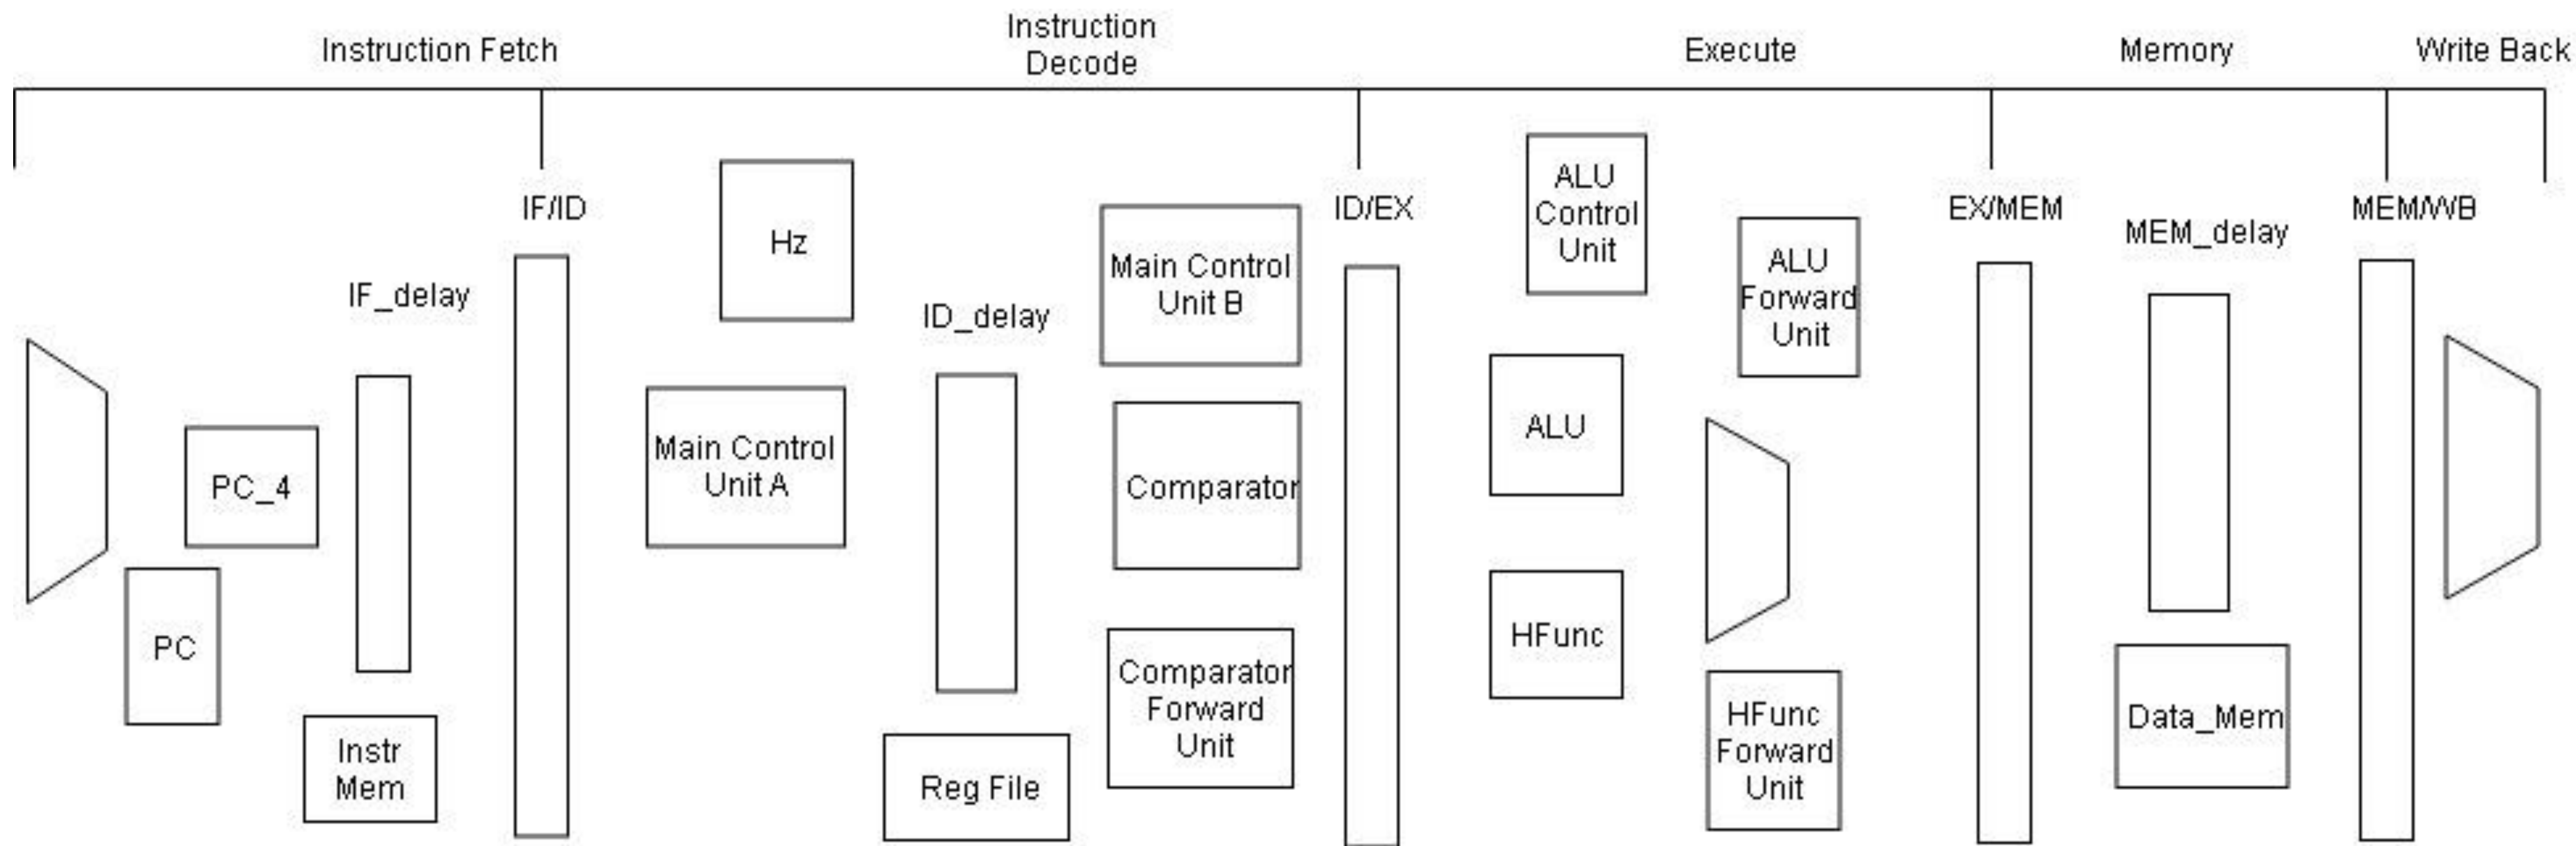 Instruction Fetch
Instruction
Decode
Execute
Memory
Write Back
IF/ID
Hz
ID/EX
ALU
Control
Unit
EX/MEM
MEM/WB
IF_delay
ID_delay
Main Control
Unit B
ALU
Forward
Unit
MEM_delay
PC_4
Main Control
Unit A
Comparator
ALU
PC
Instr
Mem
Reg File
Comparator
Forward
Unit
HFunc
HFunc
Forward
Unit
Data_Mem